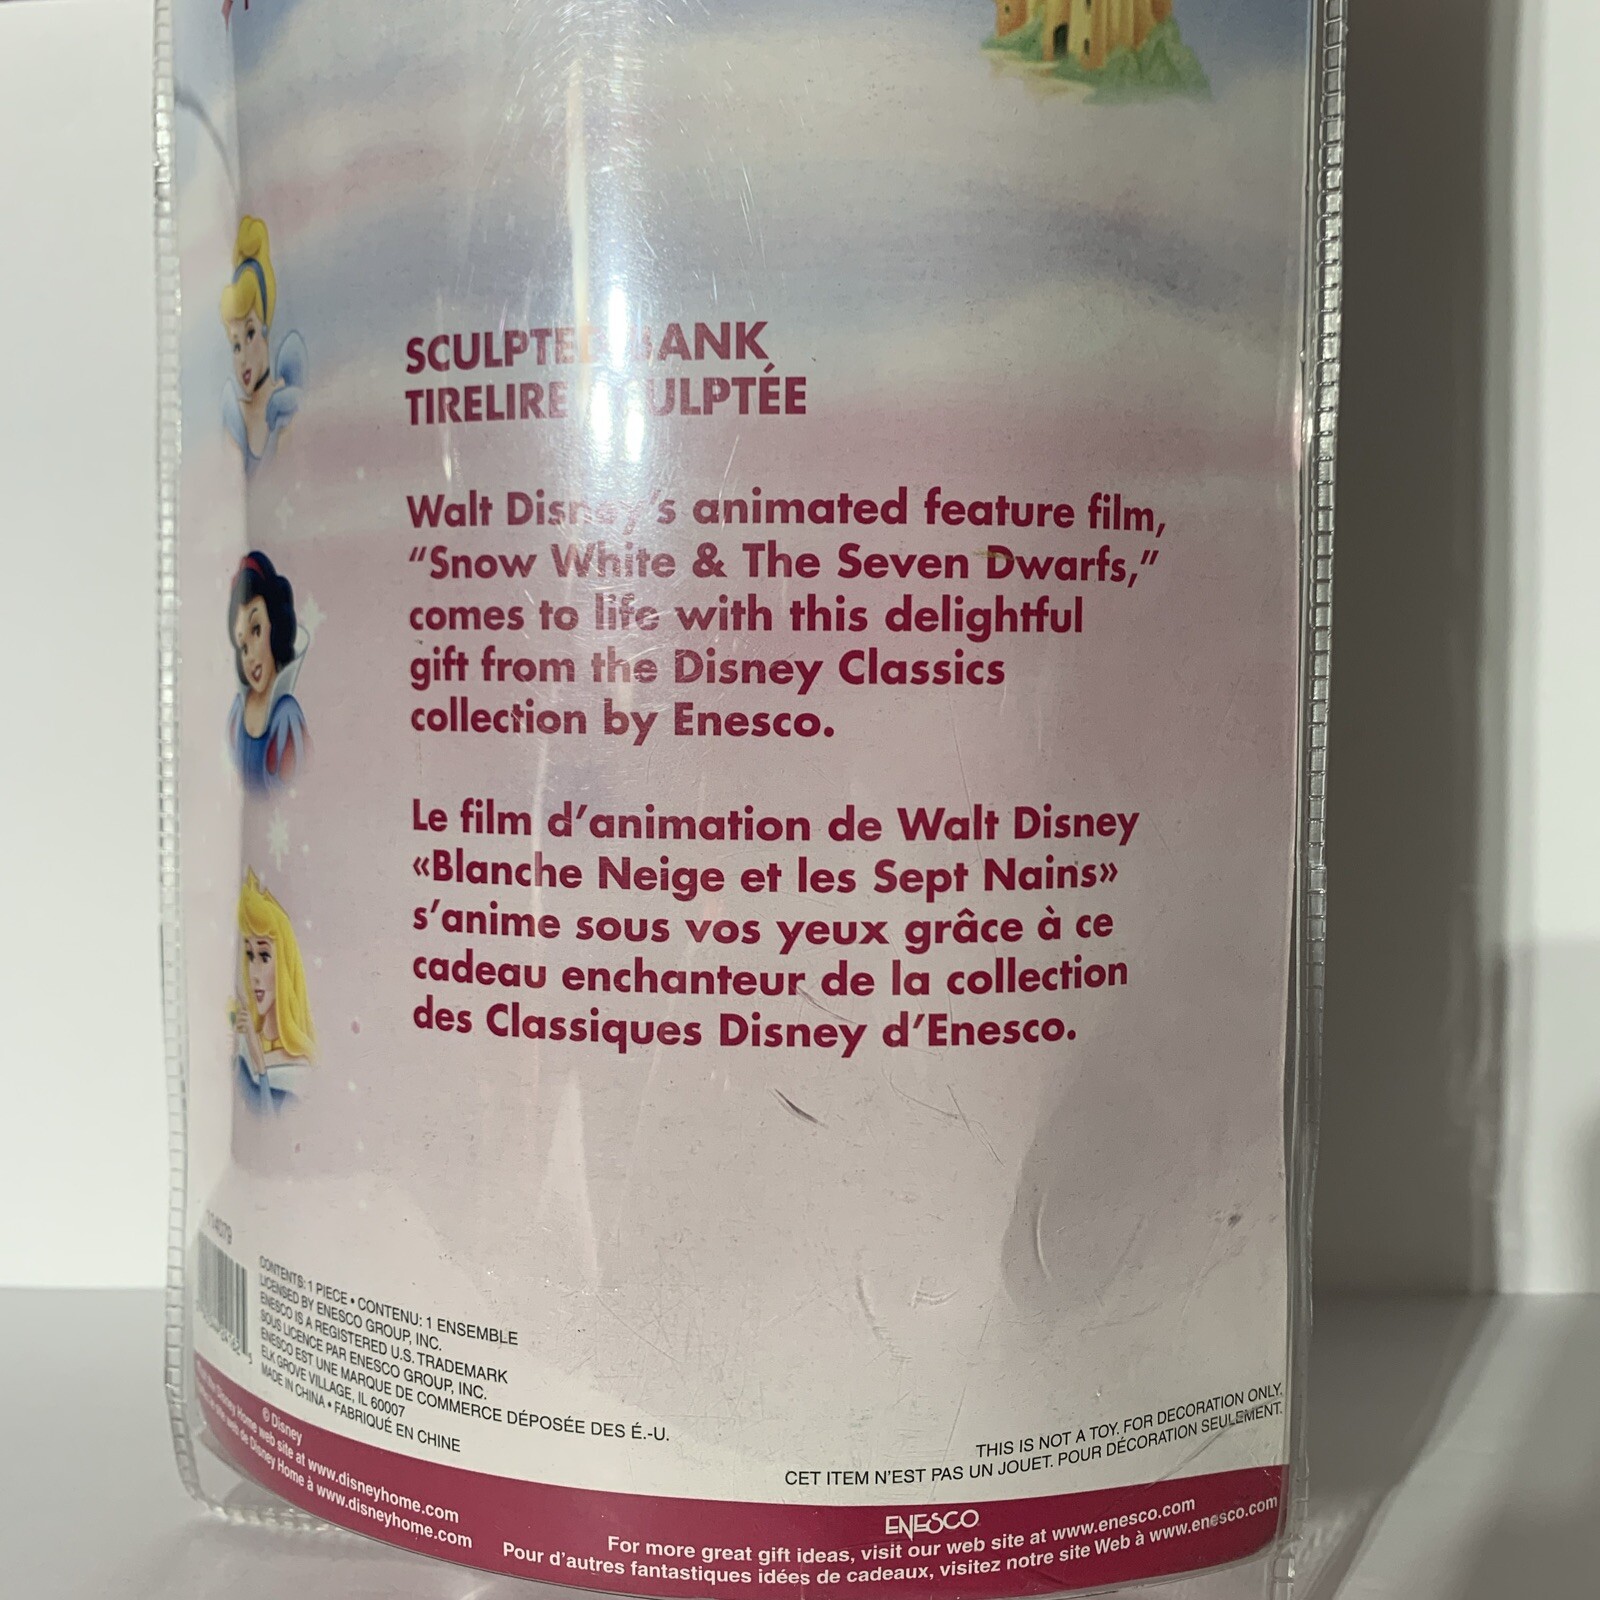 SCULPTED BANK
TIRELIRE SCULPTÉE
Walt Disney's animated feature film,
“Snow White & The Seven Dwarfs,”
comes to life with this delightful
gift from the Disney Classics
collection by Enesco.
Le film d'animation de Walt Disney
«Blanche Neige et les Sept Nains»
s'anime sous vos yeux grâce à ce
cadeau enchanteur de la collection
des Classiques Disney d'Enesco.
CONTENTS: 1 PIECE • CONTENU: 1 ENSEMBLE
LICENSED BY ENESCO GROUP, INC.
ENESCO IS A REGISTERED U.S. TRADEMARK
SOUS LICENCE PAR ENESCO GROUP, INC.
ENESCO EST UNE MARQUE DE COMMERCE DÉPOSÉE DES É.-U.
ELK GROVE VILLAGE, IL 60007
MADE IN CHINA • FABRIQUÉ EN CHINE
THIS IS NOT A TOY. FOR DECORATION ONLY.
CET ITEM N'EST PAS UN JOUET. POUR DÉCORATION SEULEMENT.
© Disney
the Disney Home web site at www.disneyhome.com
site web de Disney Home à www.disneyhome.com
ENESCO
For more great gift ideas, visit our web site at www.enesco.com
Pour d'autres fantastiques idées de cadeaux, visitez notre site Web à www.enesco.com